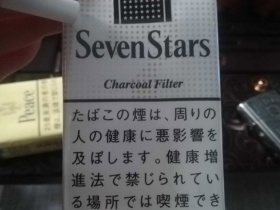 Seven Stars
Charcoal Filter
たばこの煙は、周りの
人の健康に悪影響を
及ぼします。健康増
進法で禁じられてい
る場所では喫煙でき
Peace